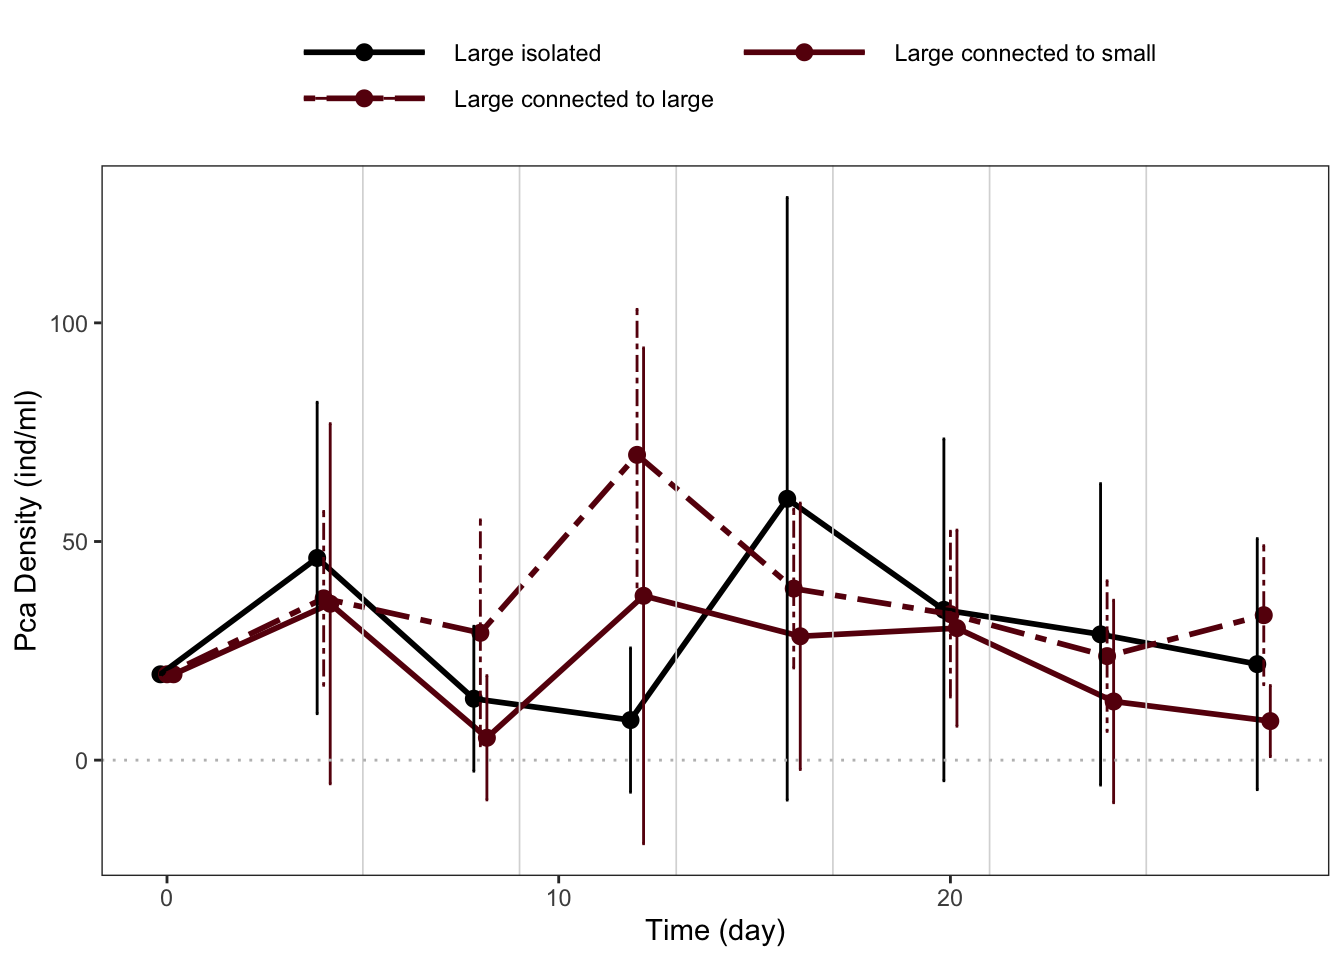 Large isolated
Large connected to small
Large connected to large
Pca Density (ind/ml)
100
50
0
0
10
20
Time (day)